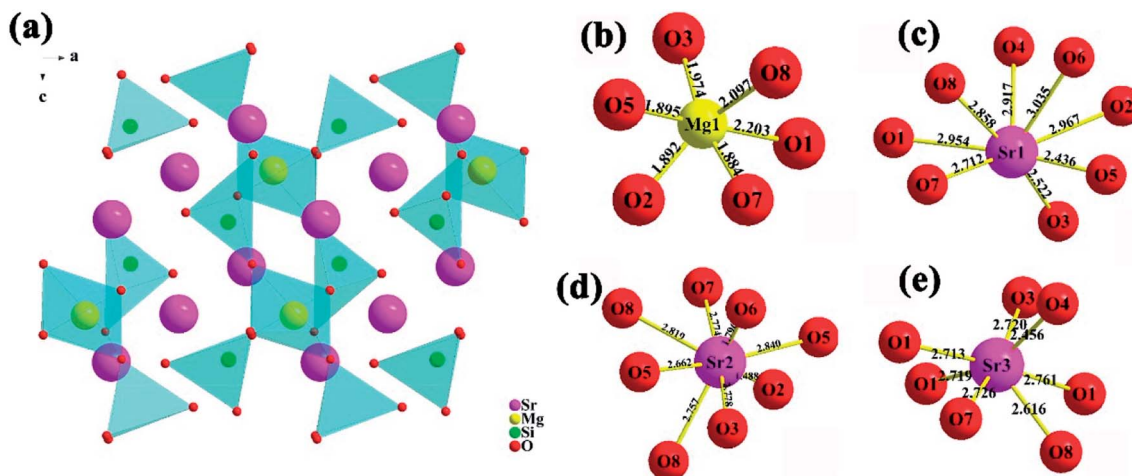 (a)
a
c
Sr
Mg
Si
O
(b)
O3
O8
O5
Mg1
O1
O2
O7
1.974
2.097
1.895
2.203
1.892
1.884
(c)
O4
O6
O8
O2
O1
Sr1
O5
O7
O3
2.917
3.035
2.858
2.967
2.954
2.436
2.712
2.522
(d)
O7
O6
O8
O5
Sr2
O5
O2
O3
O8
2.774
2.819
2.840
2.662
2.778
2.757
(e)
O3
O4
O1
Sr3
O1
O1
O7
O8
2.720
2.456
2.713
2.719
2.761
2.726
2.616